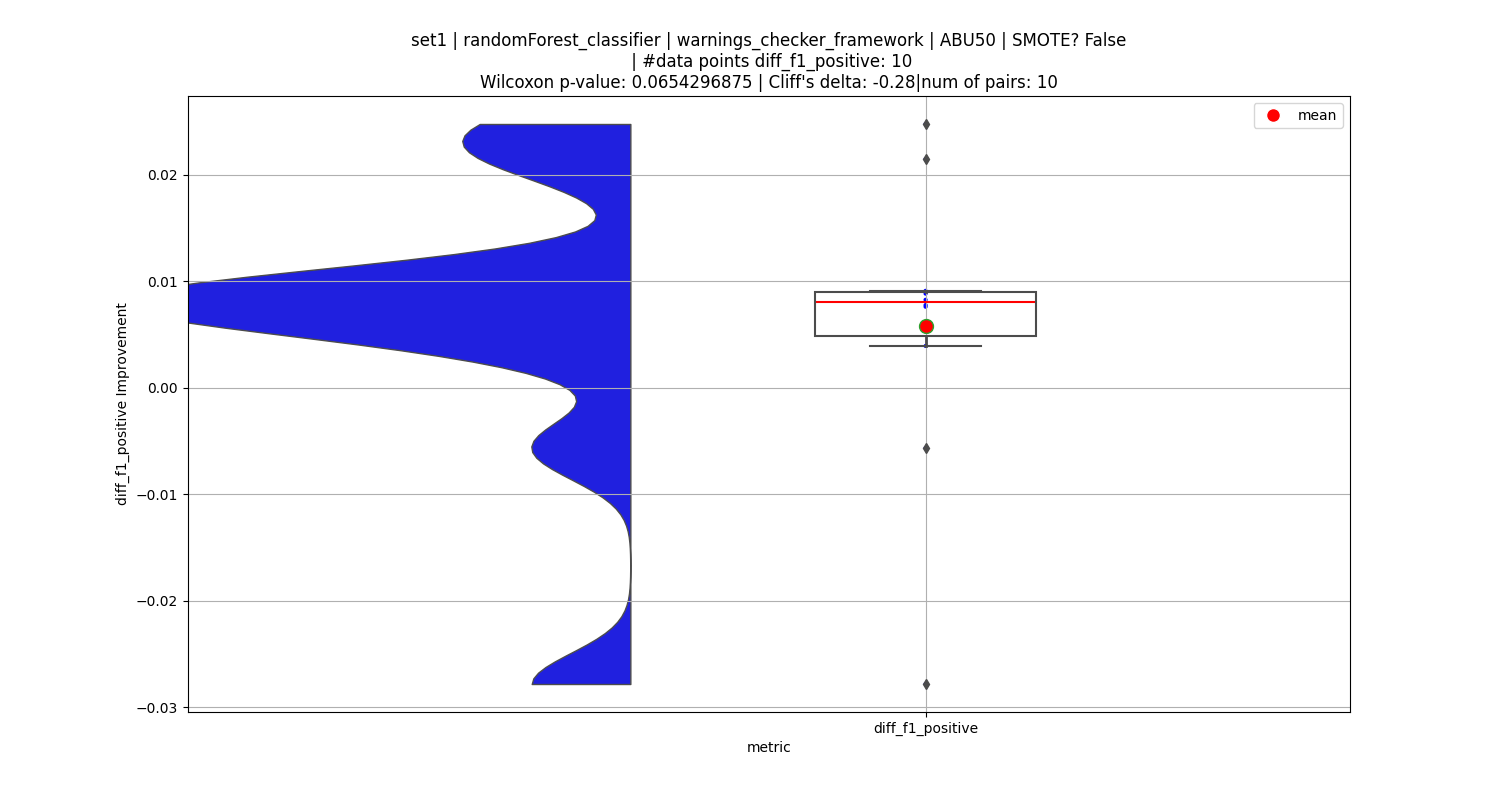 set1 | randomForest_classifier | warnings_checker_framework | ABU50 | SMOTE? False
| #data points diff_f1_positive: 10
Wilcoxon p-value: 0.0654296875 | Cliff's delta: -0.28|num of pairs: 10
mean
0.02
0.01
0.00
−0.01
−0.02
−0.03
diff_f1_positive Improvement
diff_f1_positive
metric